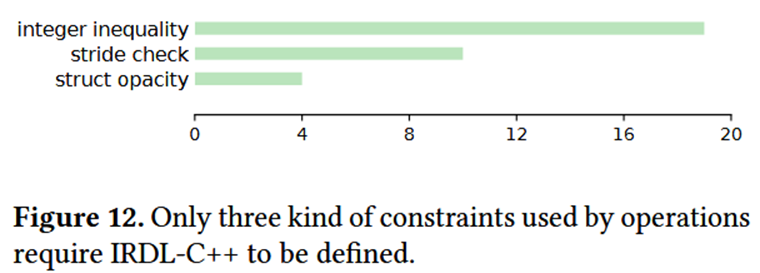 integer inequality
stride check
struct opacity
0 4 8 12 16 20
Figure 12. Only three kind of constraints used by operations
require IRDL-C++ to be defined.